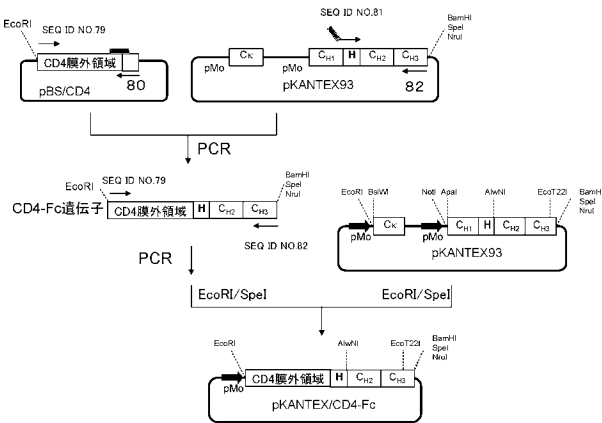 EcoRI
SEQ ID NO.79
CD4膜外領域
80
pBS/CD4
SEQ ID NO.81
BamHI
SpeI
NruI
Cκ
CH1
H
CH2
CH3
pMo
pMo
82
pKANTEX93
PCR
EcoRI
SEQ ID NO.79
BamHI
SpeI
NruI
CD4-Fc遺伝子
CD4膜外領域
H
CH2
CH3
SEQ ID NO.82
EcoRI
BsiWI
NotI
ApaI
AlwNI
EcoT22I
BamH
SpeI
NruI
pMo
Cκ
pMo
CH1
H
CH2
CH3
pKANTEX93
PCR
EcoRI/SpeI
EcoRI/SpeI
EcoRI
AlwNI
EcoT22I
BamHI
SpeI
NruI
pMo
CD4膜外領域
H
CH2
CH3
pKANTEX/CD4-Fc